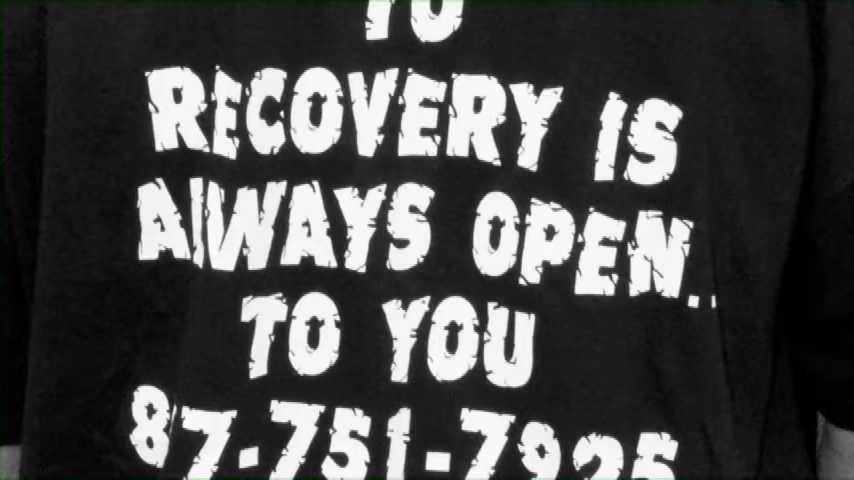 TO
RECOVERY IS
ALWAYS OPEN..
TO YOU
87-751-7925